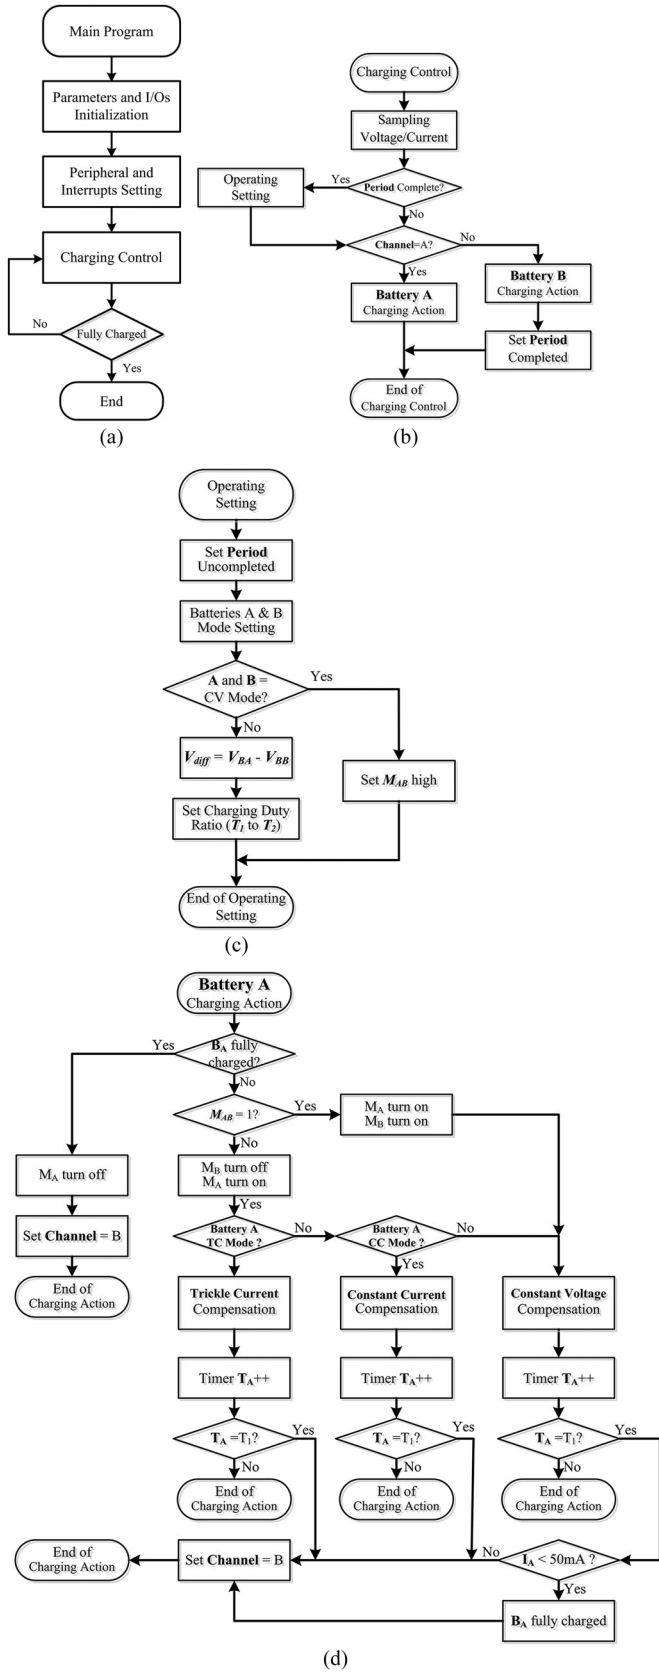 Main Program
Parameters and I/Os
Initialization
Peripheral and
Interrupts Setting
Charging Control
Fully Charged
No
Yes
End
(a)
Charging Control
Sampling
Voltage/Current
Period Complete?
Yes
No
Operating
Setting
Channel=A?
No
Yes
Battery A
Charging Action
Battery B
Charging Action
Set Period
Completed
End of
Charging Control
(b)
Operating
Setting
Set Period
Uncompleted
Batteries A & B
Mode Setting
A and B =
CV Mode?
Yes
No
Vdiff = VBA - VBB
Set MAB high
Set Charging Duty
Ratio (T1 to T2)
End of Operating
Setting
(c)
Battery A
Charging Action
BA fully
charged?
Yes
No
MAB = 1?
Yes
No
MA turn on
MB turn on
MA turn off
MB turn off
MA turn on
Yes
Set Channel = B
End of
Charging Action
Battery A
TC Mode ?
No
Battery A
CC Mode ?
No
Yes
Trickle Current
Compensation
Constant Current
Compensation
Constant Voltage
Compensation
Timer TA++
Timer TA++
Timer TA++
TA =T1?
Yes
No
TA =T1?
Yes
No
TA =T1?
Yes
No
End of
Charging Action
End of
Charging Action
End of
Charging Action
End of
Charging Action
Set Channel = B
No
IA < 50mA ?
Yes
BA fully charged
(d)